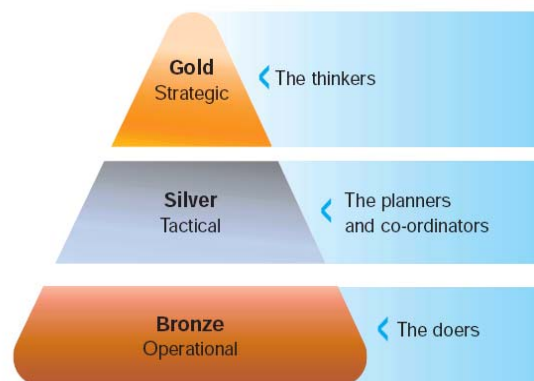 Gold
Strategic
The thinkers
Silver
Tactical
The planners
and co-ordinators
Bronze
Operational
The doers